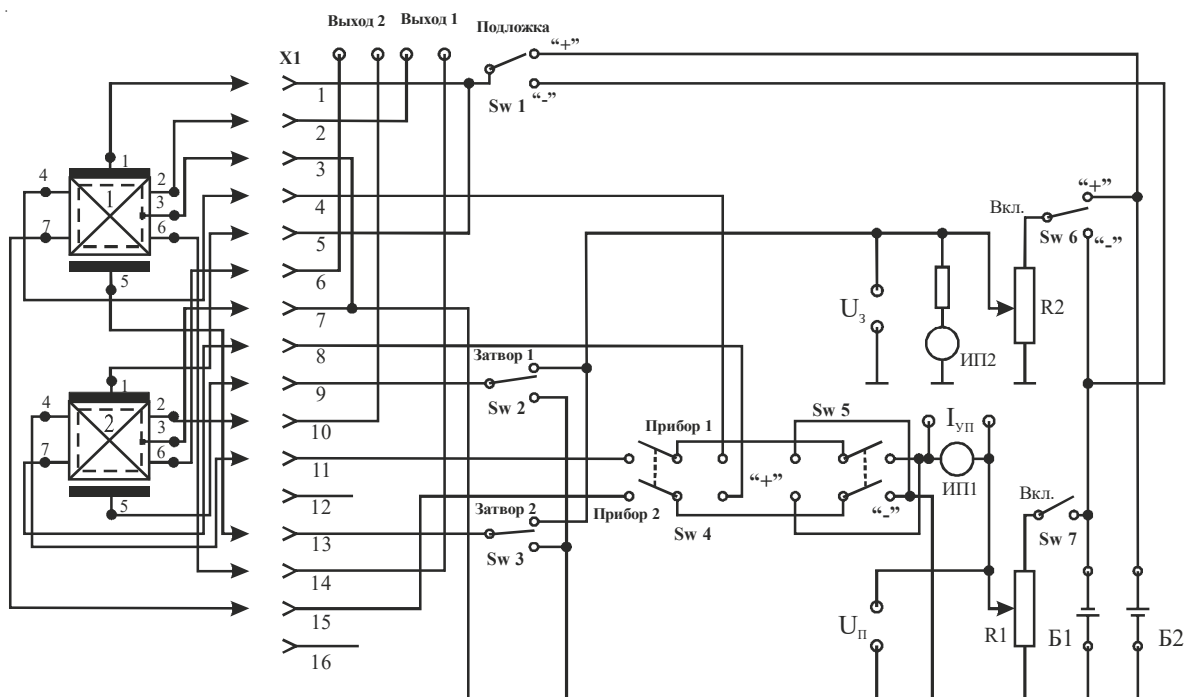 Выход 2 Выход 1 Подложка
“+”
X1
1 Sw 1 “-”
2
3
4
5
6
7
8
9
10
11
12
13
14
15
16
1
4 2
1 3
7 6
5
1
4 2
2 3
7 6
5
“+”
Вкл.
Sw 6 “-”
Uз
ИП2
R2
Затвор 1
Sw 2
Прибор 1
Sw 5
Iуп
“+”
ИП1
Прибор 2
“-”
Sw 4
Вкл.
Sw 7
Затвор 2
Sw 3
Uп
R1
Б1
Б2